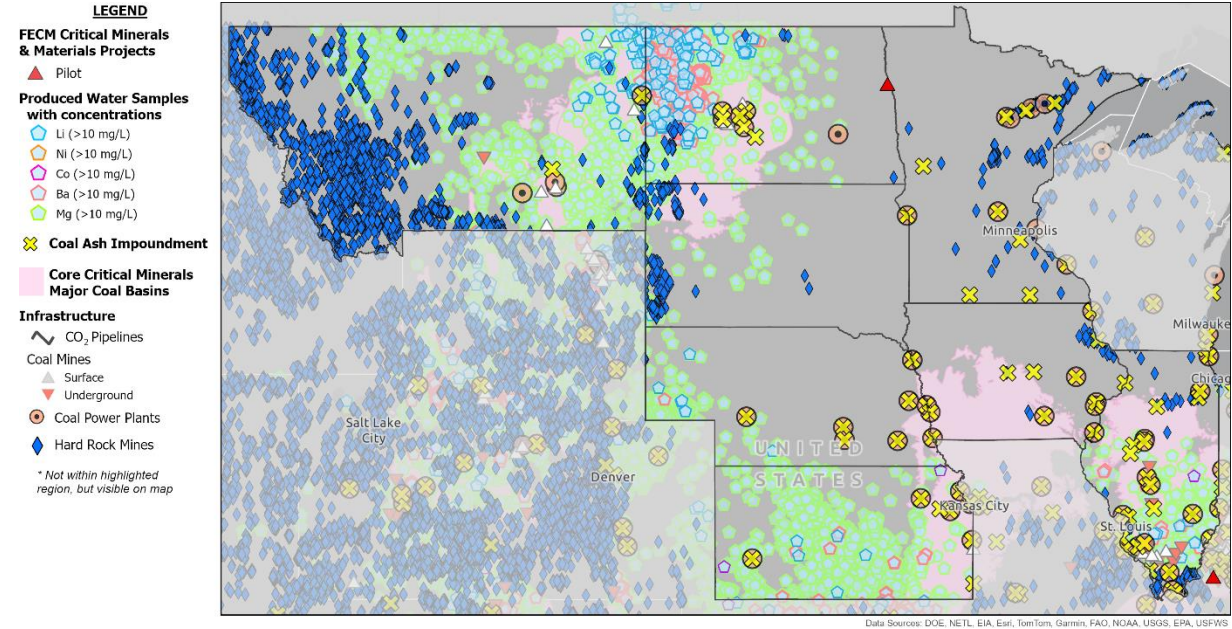 LEGEND
FECM Critical Minerals
& Materials Projects
Pilot
Produced Water Samples
with concentrations
Li (>10 mg/L)
Ni (>10 mg/L)
Co (>10 mg/L)
Ba (>10 mg/L)
Mg (>10 mg/L)
Coal Ash Impoundment
Core Critical Minerals
Major Coal Basins
Infrastructure
CO₂ Pipelines
Coal Mines
Surface
Underground
Coal Power Plants
Hard Rock Mines
* Not within highlighted
region, but visible on map
Minneapolis
Milwauke
Chicag
Salt Lake
City
UNITED
STATES
Denver
Kansas City
St. Louis
Data Sources: DOE, NETL, EIA, Esri, TomTom, Garmin, FAO, NOAA, USGS, EPA, USFWS